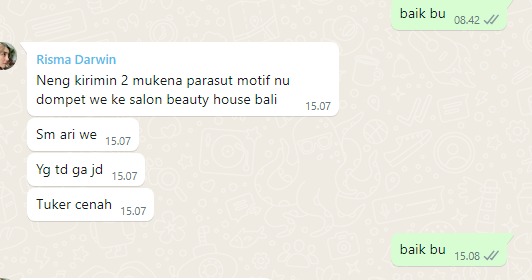 baik bu 08.42
Risma Darwin
Neng kirimin 2 mukena parasut motif nu
dompet we ke salon beauty house bali 15.07
Sm ari we 15.07
Yg td ga jd 15.07
Tuker cenah 15.07
baik bu 15.08